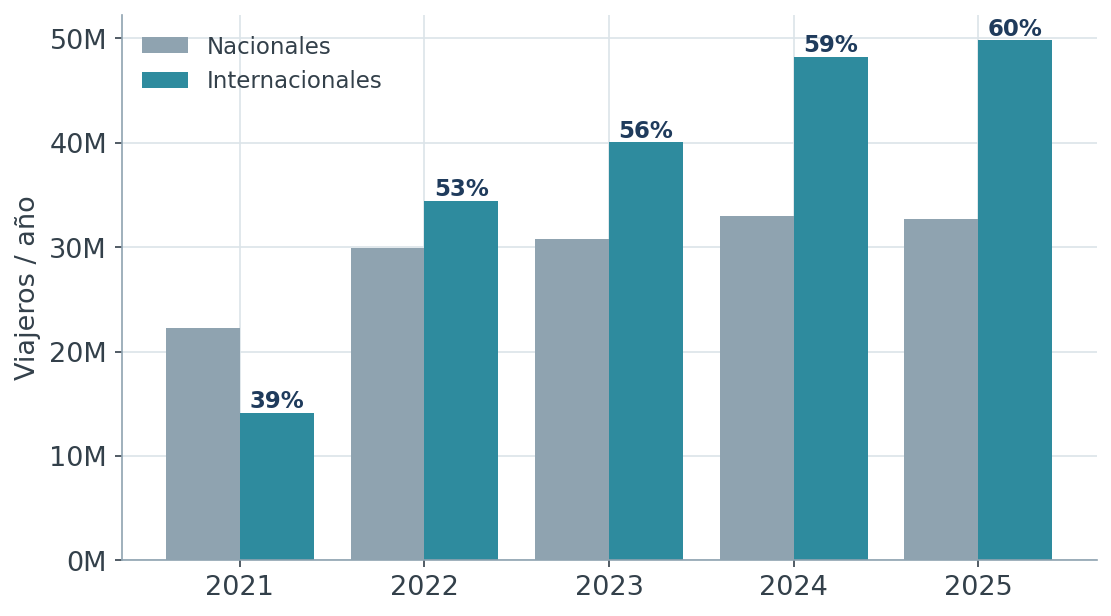 Nacionales
Internacionales
Viajeros / año
50M
40M
30M
20M
10M
0M
39%
53%
56%
59%
60%
2021
2022
2023
2024
2025